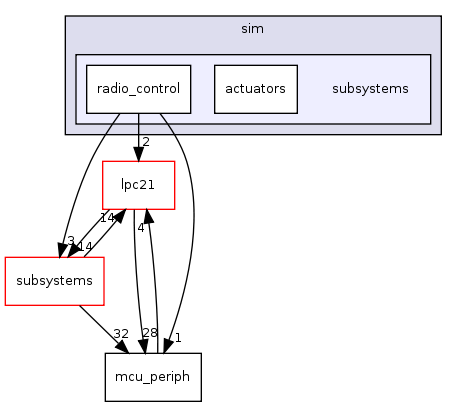 sim
radio_control
actuators
subsystems
2
lpc21
14
3
14
4
subsystems
32
28
1
mcu_periph